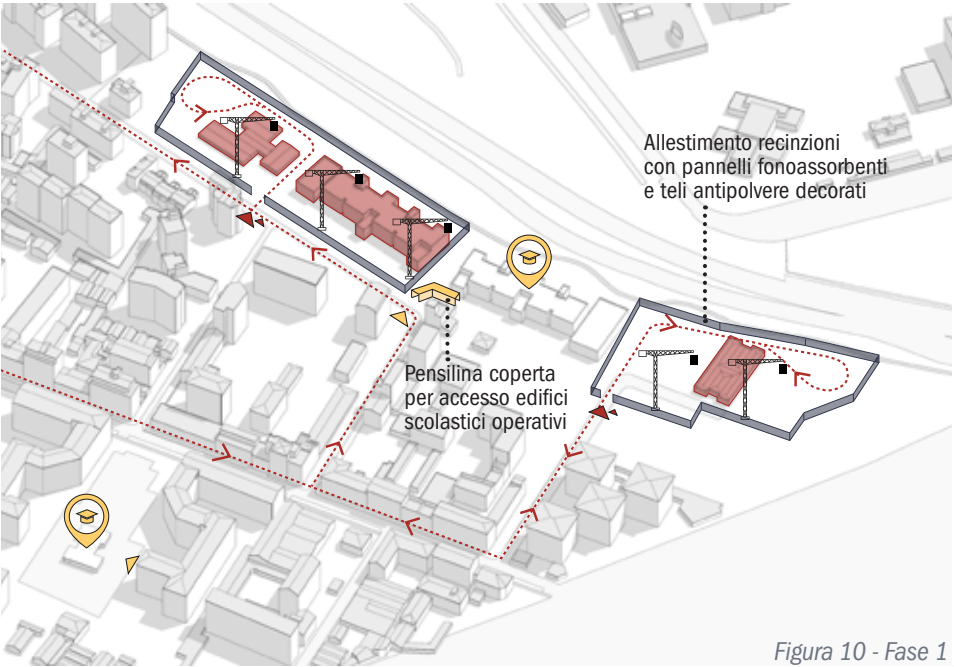 Allestimento recinzioni
con pannelli fonoassorbenti
e teli antipolvere decorati
Pensilina coperta
per accesso edifici
scolastici operativi
Figura 10 - Fase 1